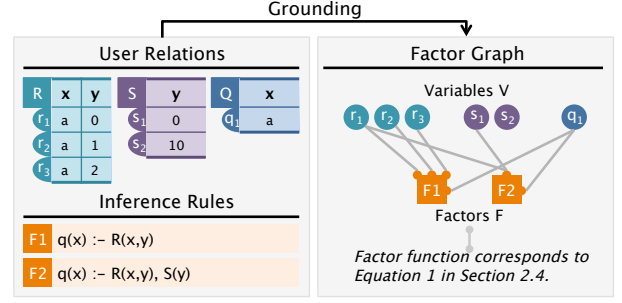 Grounding
User Relations
R x y
r1 a 0
r2 a 1
r3 a 2
S y
s1 0
s2 10
Q x
q1 a
Inference Rules
F1 q(x) :- R(x,y)
F2 q(x) :- R(x,y), S(y)
Factor Graph
Variables V
r1 r2 r3 s1 s2 q1
F1 F2
Factors F
Factor function corresponds to
Equation 1 in Section 2.4.